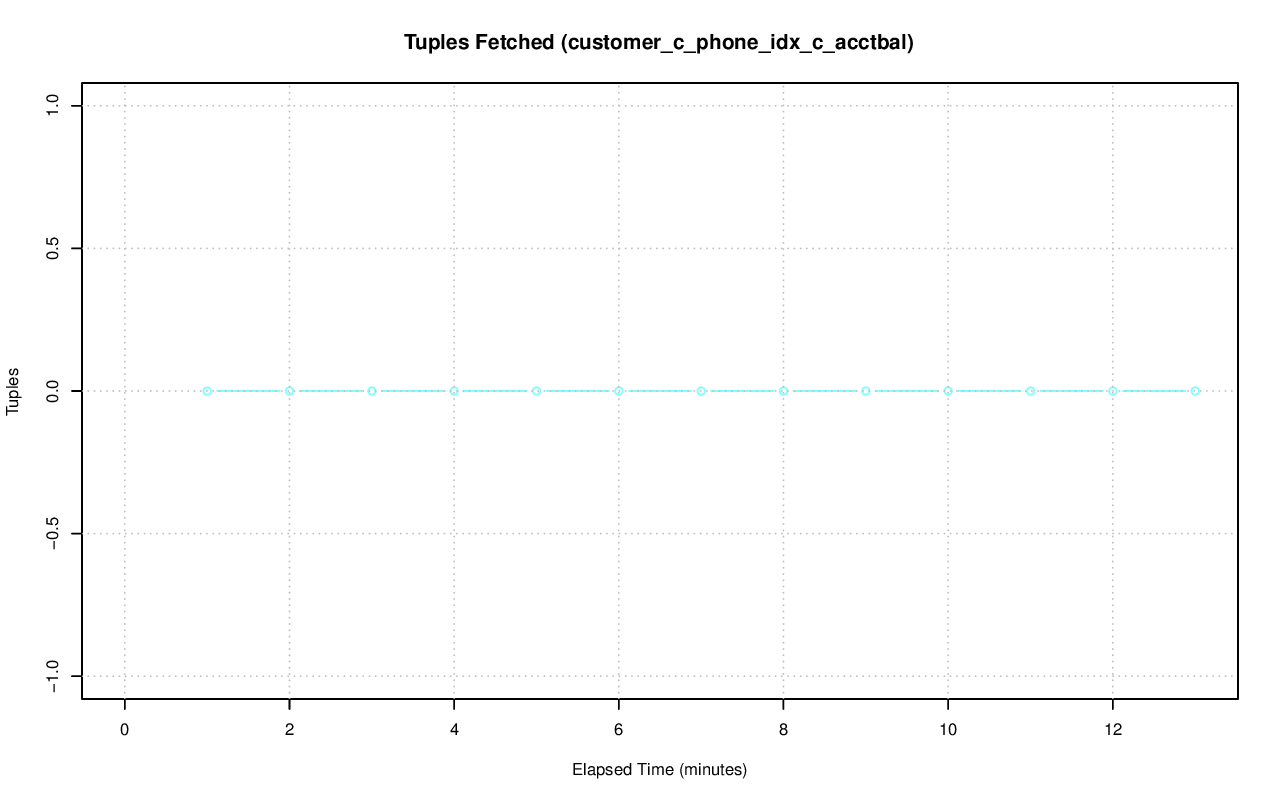 Tuples Fetched (customer_c_phone_idx_c_acctbal)
1.0
0.5
0.0
−0.5
−1.0
Tuples
0 2 4 6 8 10 12
Elapsed Time (minutes)